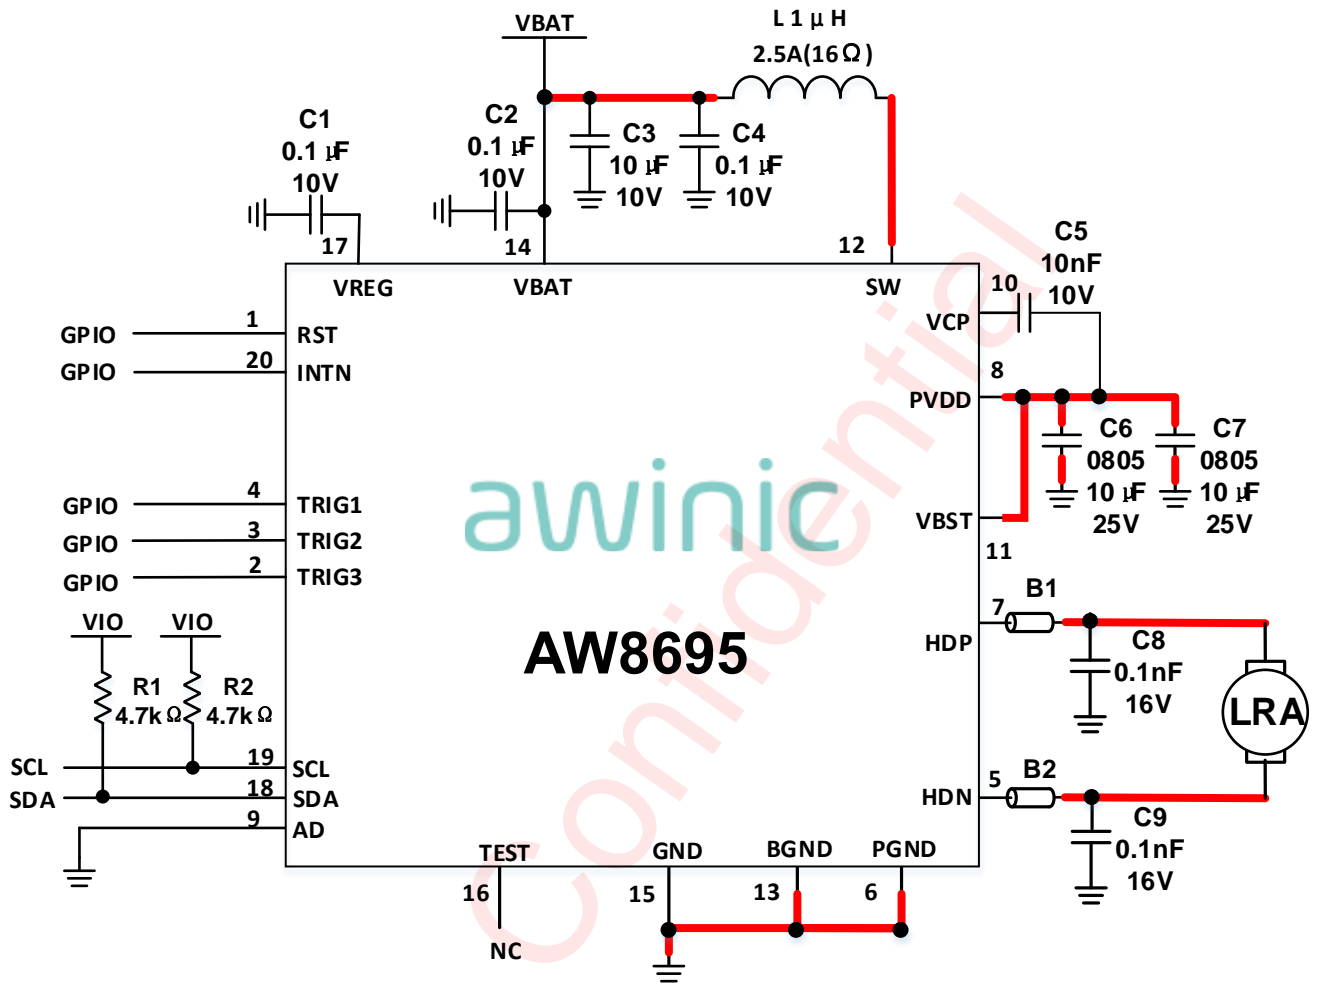 VBAT
L 1 μ H
2.5A(16 Ω )
C1
0.1 μF
10V
C2
0.1 μF
10V
C3
10 μF
10V
C4
0.1 μF
10V
17
14
12
C5
10nF
10V
VREG
VBAT
SW
10
VCP
GPIO
1
RST
GPIO
20
INTN
8
PVDD
C6
0805
10 μF
25V
C7
0805
10 μF
25V
awinic
GPIO
4
TRIG1
GPIO
3
TRIG2
GPIO
2
TRIG3
VBST
11
VIO
VIO
AW8695
7
B1
HDP
C8
0.1nF
16V
R1
4.7k Ω
R2
4.7k Ω
LRA
SCL
19
SCL
SDA
18
SDA
9
AD
5
B2
HDN
C9
0.1nF
16V
TEST
GND
BGND
PGND
16
15
13
6
NC
Confidential